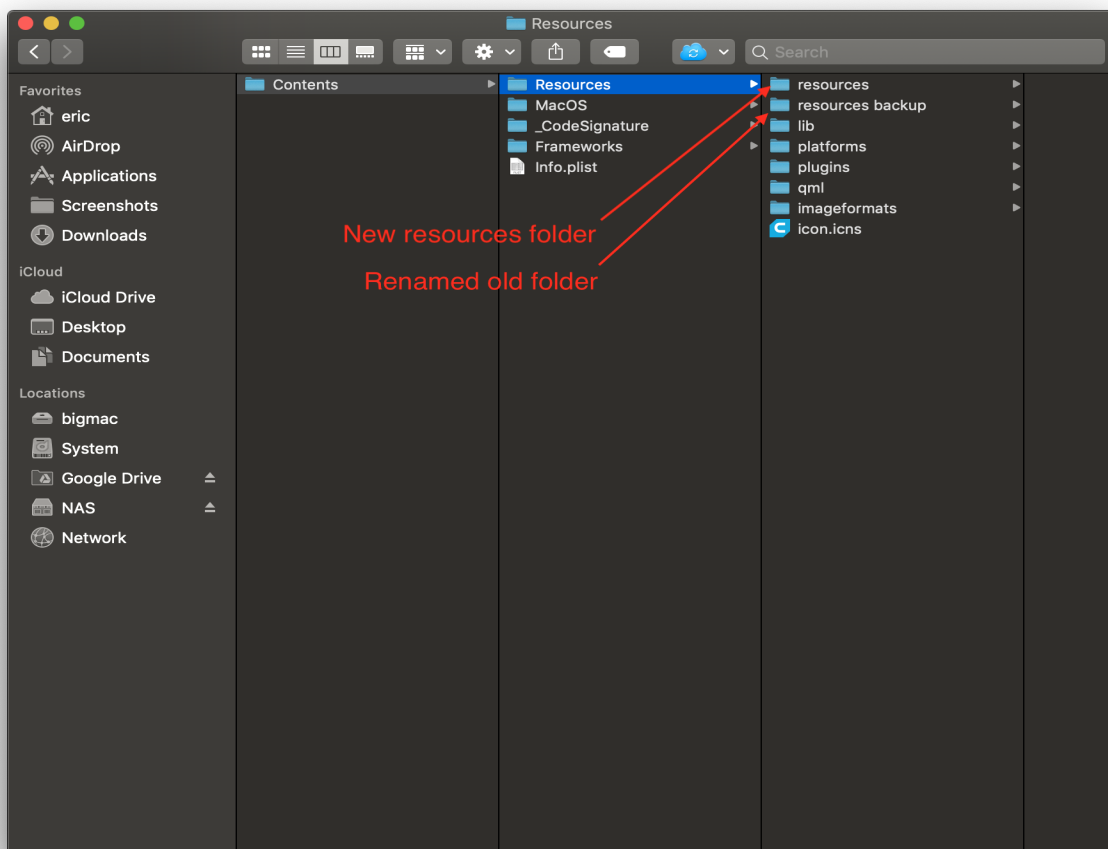 Resources
Search
Favorites
eric
AirDrop
Applications
Screenshots
Downloads
iCloud
iCloud Drive
Desktop
Documents
Locations
bigmac
System
Google Drive
NAS
Network
Contents
Resources
MacOS
_CodeSignature
Frameworks
Info.plist
New resources folder
Renamed old folder
resources
resources backup
lib
platforms
plugins
qml
imageformats
icon.icns